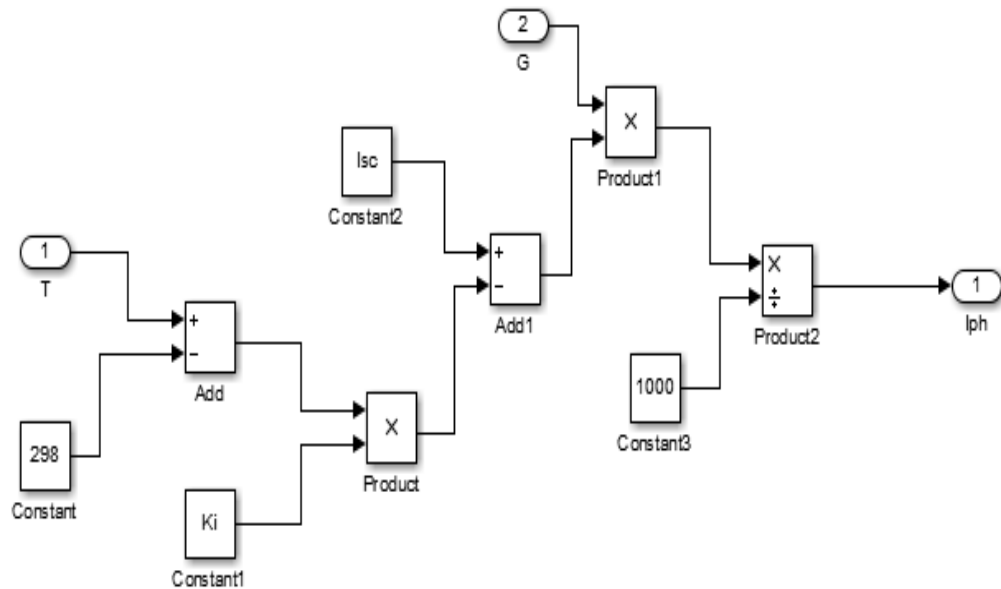 2
G
X
Product1
Isc
Constant2
1
T
+
−
Add
+
−
Add1
X
÷
Product2
1
Iph
1000
Constant3
X
Product
298
Constant
Ki
Constant1